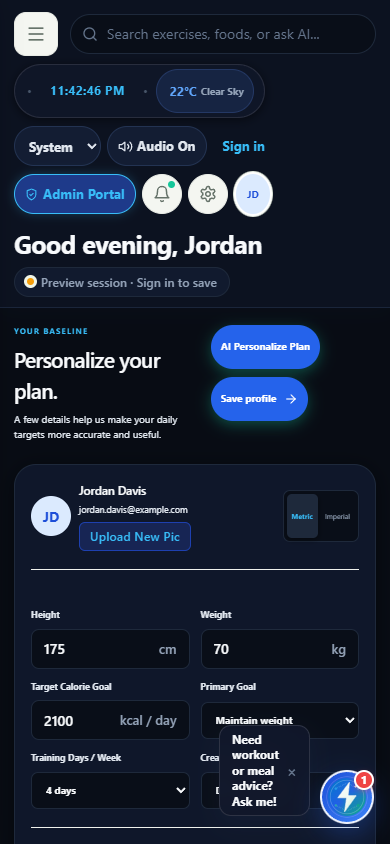 Search exercises, foods, or ask AI...
11:42:46 PM
22°C Clear Sky
System
Audio On
Sign in
Admin Portal
JD
Good evening, Jordan
Preview session · Sign in to save
YOUR BASELINE
Personalize your
plan.
A few details help us make your daily
targets more accurate and useful.
AI Personalize Plan
Save profile
JD
Jordan Davis
jordan.davis@example.com
Upload New Pic
Metric
Imperial
Height
Weight
175 cm
70 kg
Target Calorie Goal
Primary Goal
2100 kcal / day
Maintain weight
Training Days / Week
4 days
Need
workout
or meal
advice?
Ask me!
1